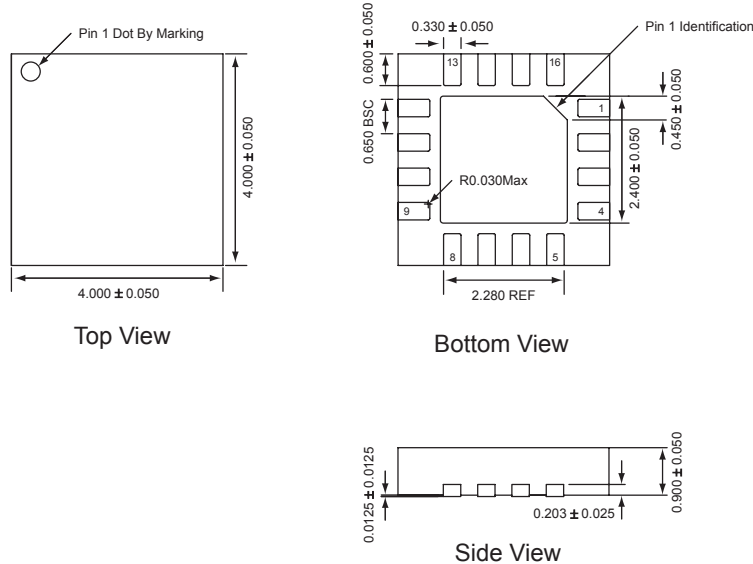 Pin 1 Dot By Marking
4.000 ± 0.050
4.000 ± 0.050
Top View
0.330 ± 0.050
Pin 1 Identification
0.600 ± 0.050
13
16
0.650 BSC
1
0.450 ± 0.050
R0.030Max
2.400 ± 0.050
9
4
8
5
2.280 REF
Bottom View
0.0125 ± 0.0125
0.203 ± 0.025
0.900 ± 0.050
Side View